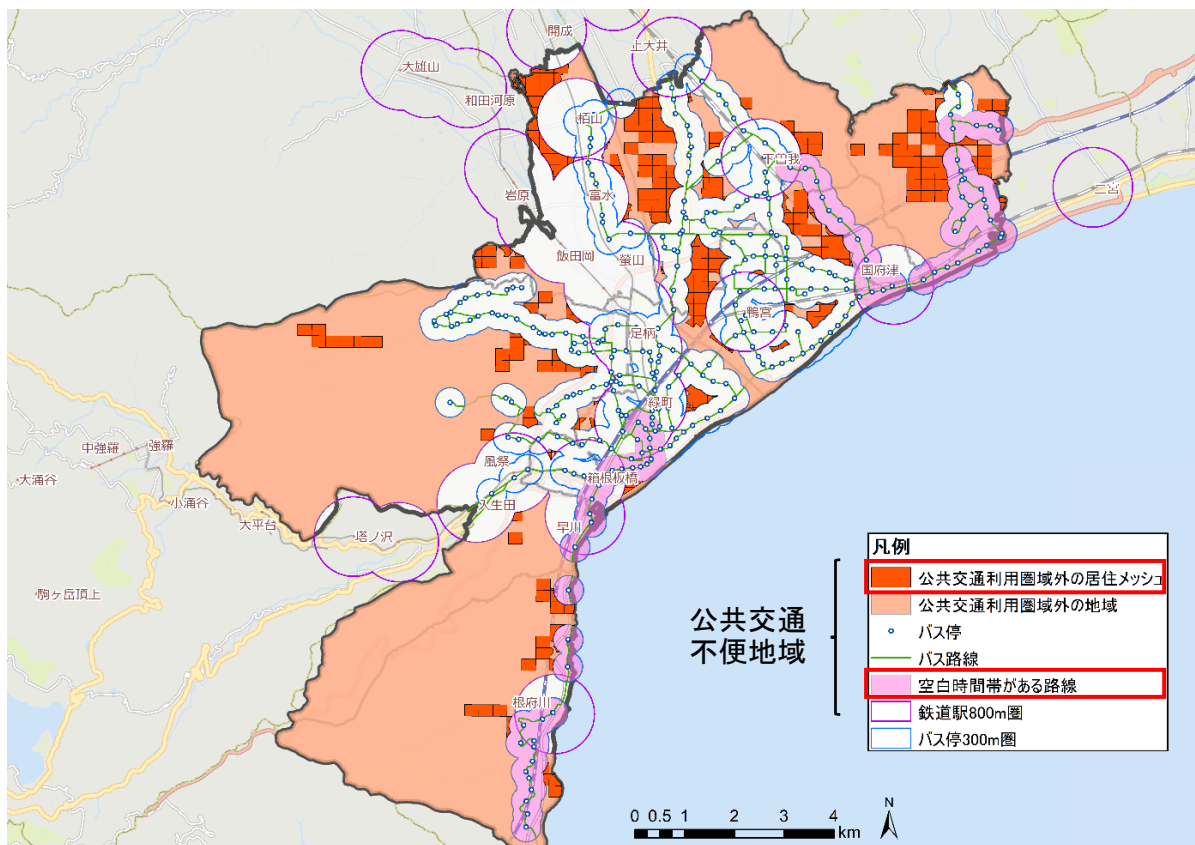 開成
上大井
大雄山
和田河原
栢山
下曽我
岩原
富水
二宮
飯田岡
螢田
国府津
鴨宮
足柄
緑町
中強羅
強羅
大涌谷
小涌谷
風祭
箱根板橋
入生田
大平台
塔ノ沢
早川
駒ヶ岳頂上
根府川
公共交通
不便地域
凡例
公共交通利用圏域外の居住メッシュ
公共交通利用圏域外の地域
バス停
バス路線
空白時間帯がある路線
鉄道駅800m圏
バス停300m圏
0 0.5 1 2 3 4
km
N